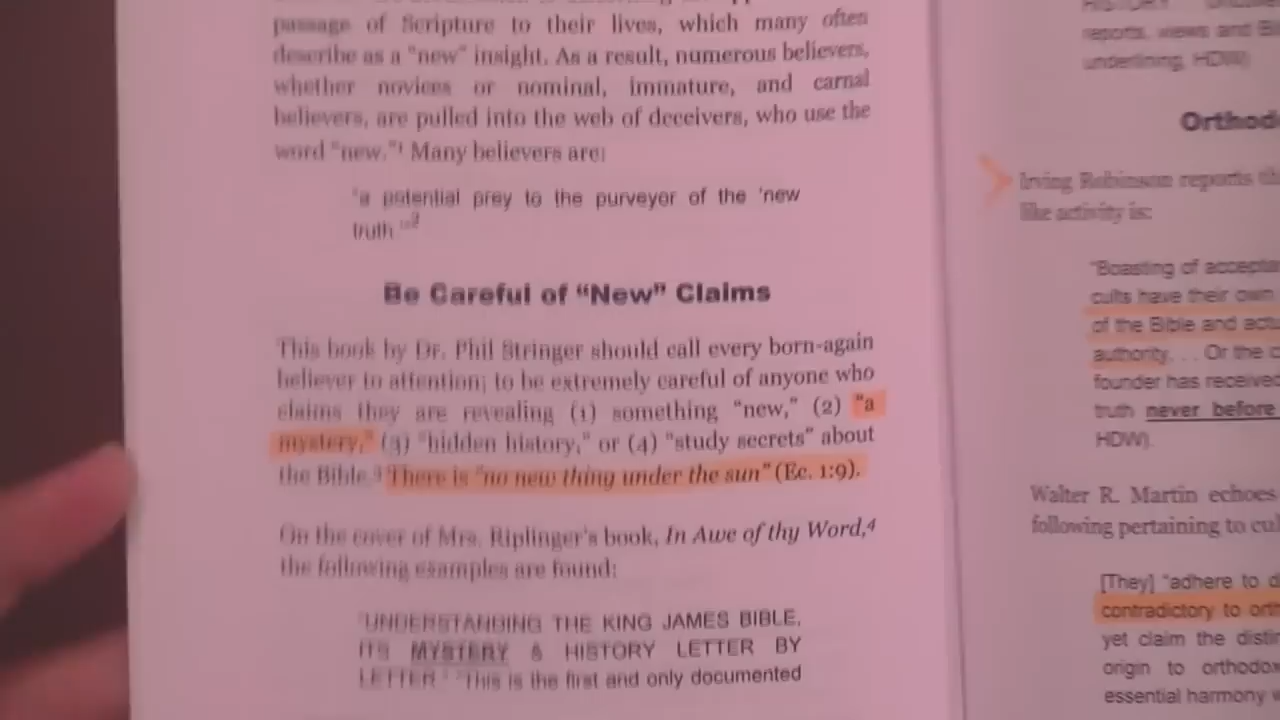 passage of Scripture to their lives, which many often
describe as a "new" insight. As a result, numerous believers,
whether novices or nominal, immature, and carnal
believers, are pulled into the web of deceivers, who use the
word "new."¹ Many believers are:
"a potential prey to the purveyor of the 'new
truth'"²
Be Careful of "New" Claims
This book by Dr. Phil Stringer should call every born-again
believer to attention; to be extremely careful of anyone who
claims they are revealing (1) something "new," (2) "a
mystery," (3) "hidden history," or (4) "study secrets" about
the Bible.³ There is "no new thing under the sun" (Ec. 1:9).
On the cover of Mrs. Riplinger's book, In Awe of thy Word,⁴
the following examples are found:
"UNDERSTANDING THE KING JAMES BIBLE,
ITS MYSTERY & HISTORY LETTER BY
LETTER" "This is the first and only documented
reports, views and
underlining, HDW)
Orthod
Irving Robinson reports
like activity is:
"Boasting of accepta
cults have their own
of the Bible and
authority. . . Or the
founder has received
truth never before
HDW).
Walter R. Martin echoes
following pertaining to
[They] "adhere to
contradictory to
yet claim the
origin to
essential harmony